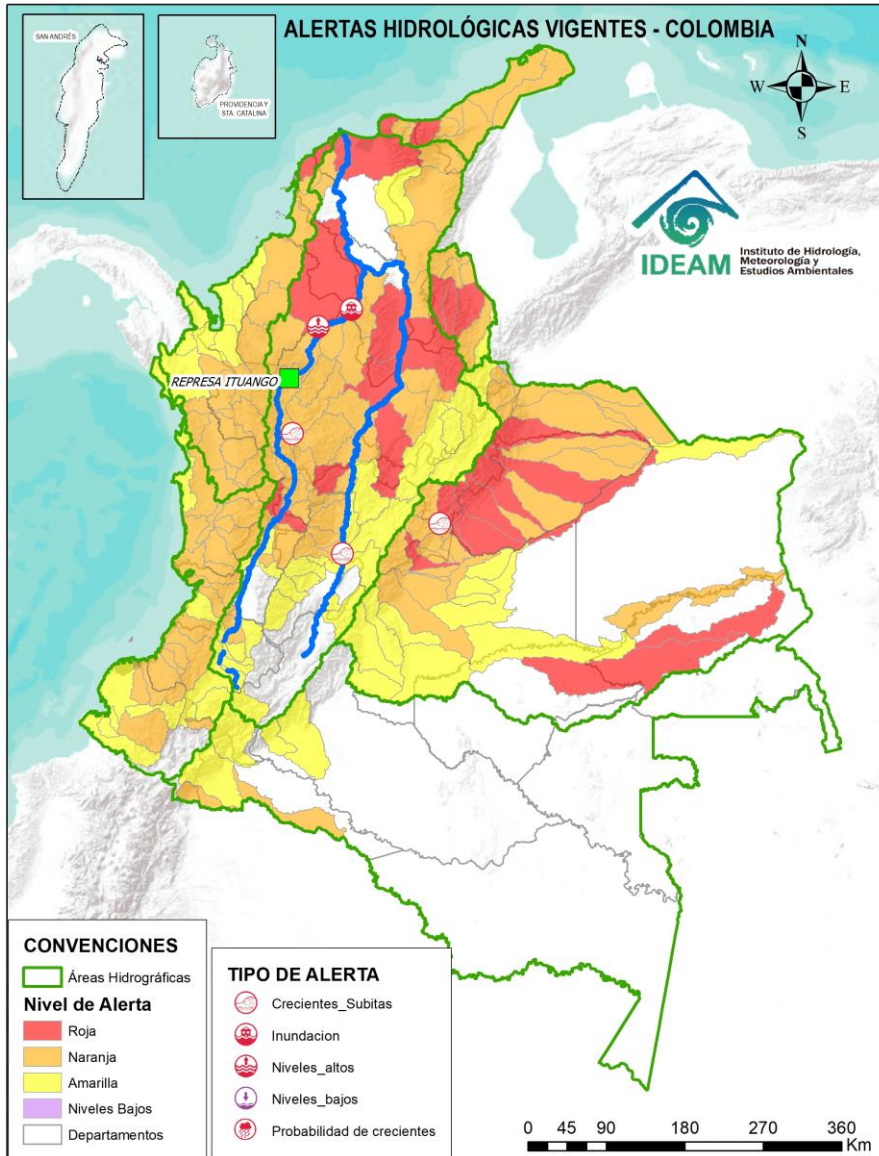 ALERTAS HIDROLÓGICAS VIGENTES - COLOMBIA
SAN ANDRÉS
PROVIDENCIA Y
STA. CATALINA
N
W
E
S
IDEAM
Instituto de Hidrología,
Meteorología y
Estudios Ambientales
REPRESA ITUANGO
CONVENCIONES
Áreas Hidrográficas
Nivel de Alerta
Roja
Naranja
Amarilla
Niveles Bajos
Departamentos
TIPO DE ALERTA
Crecientes_Subitas
Inundacion
Niveles_altos
Niveles_bajos
Probabilidad de crecientes
0 45 90 180 270 360
Km